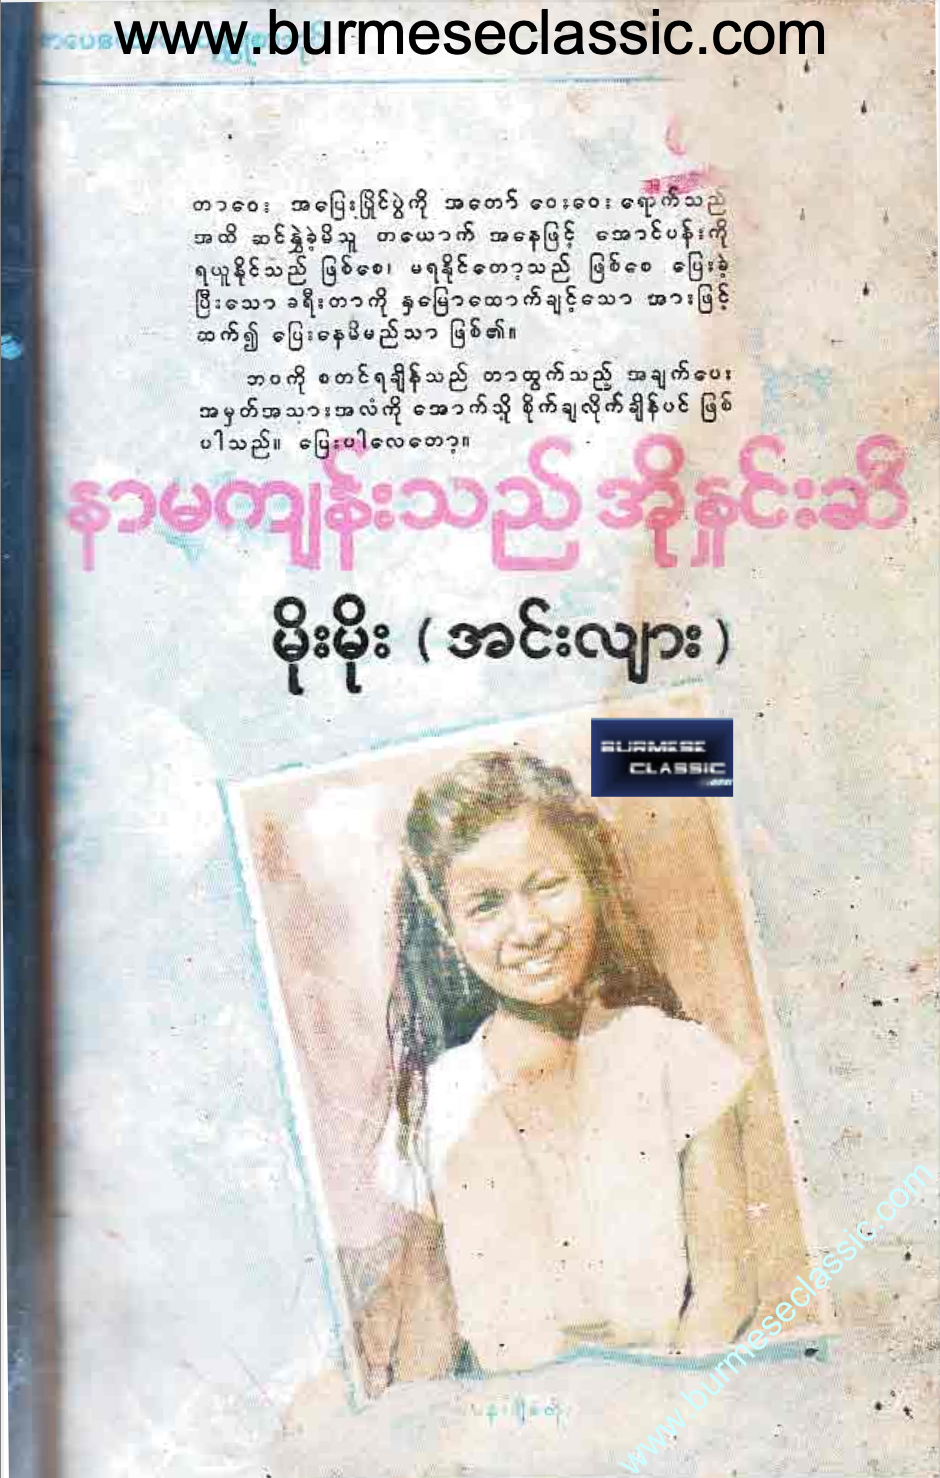 www.burmeseclassic.com
တာဝေး အပြေးပြိုင်ပွဲကို အတော် ဝေးဝေး ရောက်သည်
အထိ ဆင်နွှဲခဲ့မိသူ တယောက် အနေဖြင့် အောင်ပန်းကို
ရယူနိုင်သည် ဖြစ်စေ၊ မရနိုင်တော့သည် ဖြစ်စေ ပြေးခဲ့
ပြီးသော ခရီးတာကို နှမြောထောက်ချင့်သော အားဖြင့်
ဆက်၍ ပြေးနေမိမည်သာ ဖြစ်၏။
ဘဝကို စတင်ရချိန်သည် တာထွက်သည့် အချက်ပေး
အမှတ်အသားအလံကို အောက်သို့ စိုက်ချလိုက်ချိန်ပင် ဖြစ်
ပါသည်။ ပြေးပါလေတော့။
နာမကျန်းသည် အိုနှင်းဆီ
မိုးမိုး (အင်းလျား)
BURMESE
CLASSIC
.com
www.burmeseclassic.com